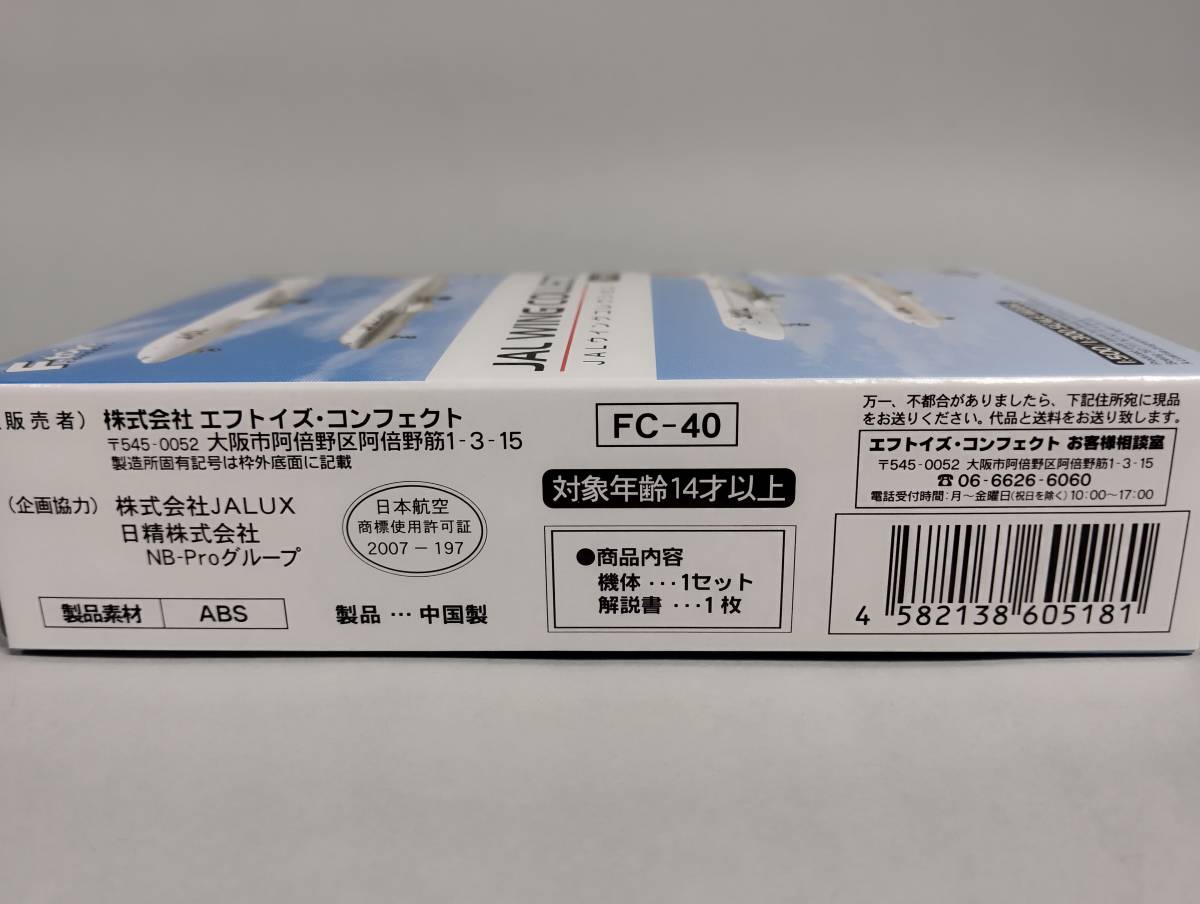 JAL WING COLLE
JALウイングコレクション
販売者） 株式会社 エフトイズ・コンフェクト
〒545-0052 大阪市阿倍野区阿倍野筋1-3-15
製造所固有記号は枠外底面に記載
（企画協力） 株式会社JALUX
日精株式会社
NB-Proグループ
日本航空
商標使用許可証
2007－197
製品素材 ABS
製品 … 中国製
FC-40
対象年齢14才以上
●商品内容
機体 ･･･1セット
解説書 ･･･1枚
万一、不都合がありましたら、下記住所宛に現品
をお送りください。代品と送料をお送り致します。
エフトイズ・コンフェクト お客様相談室
〒545-0052 大阪市阿倍野区阿倍野筋1-3-15
☎ 06-6626-6060
電話受付時間：月～金曜日(祝日を除く)10:00～17:00
4 582138 605181